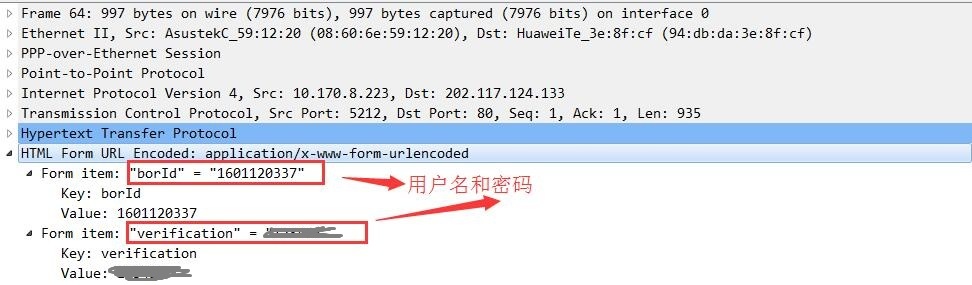 Frame 64: 997 bytes on wire (7976 bits), 997 bytes captured (7976 bits) on interface 0
Ethernet II, Src: AsustekC_59:12:20 (08:60:6e:59:12:20), Dst: HuaweiTe_3e:8f:cf (94:db:da:3e:8f:cf)
PPP-over-Ethernet Session
Point-to-Point Protocol
Internet Protocol Version 4, Src: 10.170.8.223, Dst: 202.117.124.133
Transmission Control Protocol, Src Port: 5212, Dst Port: 80, Seq: 1, Ack: 1, Len: 935
Hypertext Transfer Protocol
HTML Form URL Encoded: application/x-www-form-urlencoded
Form item: "borId" = "1601120337"
用户名和密码
Key: borId
Value: 1601120337
Form item: "verification" =
Key: verification
Value: